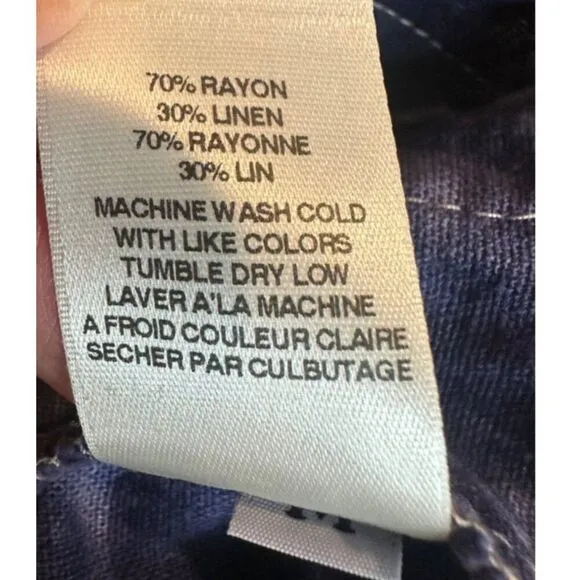 70% RAYON
30% LINEN
70% RAYONNE
30% LIN
MACHINE WASH COLD
WITH LIKE COLORS
TUMBLE DRY LOW
LAVER A'LA MACHINE
A FROID COULEUR CLAIRE
SECHER PAR CULBUTAGE
M